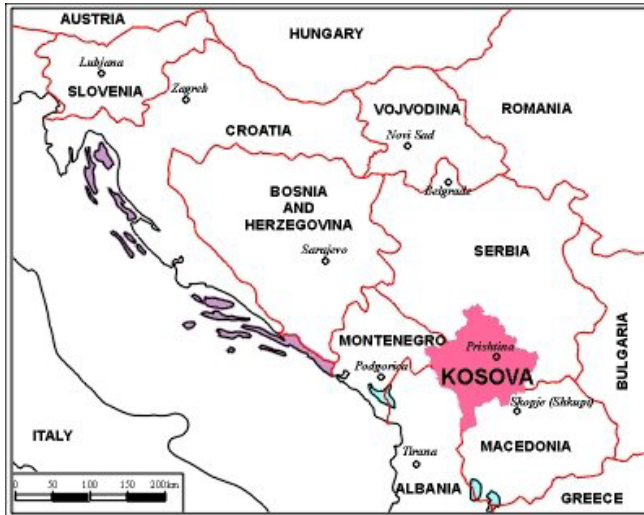 AUSTRIA
HUNGARY
Lubjana
SLOVENIA
Zagreb
VOJVODINA
ROMANIA
CROATIA
Novi Sad
BOSNIA
AND
HERZEGOVINA
Belgrade
Sarajevo
SERBIA
MONTENEGRO
Prishtina
BULGARIA
Podgorica
KOSOVA
Skopje (Shkupi)
ITALY
MACEDONIA
Tirana
ALBANIA
GREECE
0 50 100 150 200km